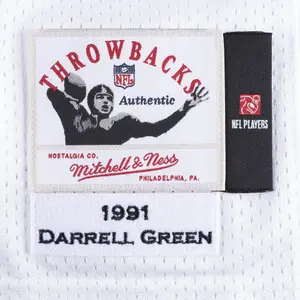 THROWBACKS
NFL
Authentic
NFL PLAYERS
NOSTALGIA CO.
Mitchell & Ness
PHILADELPHIA, PA.
1991
DARRELL GREEN